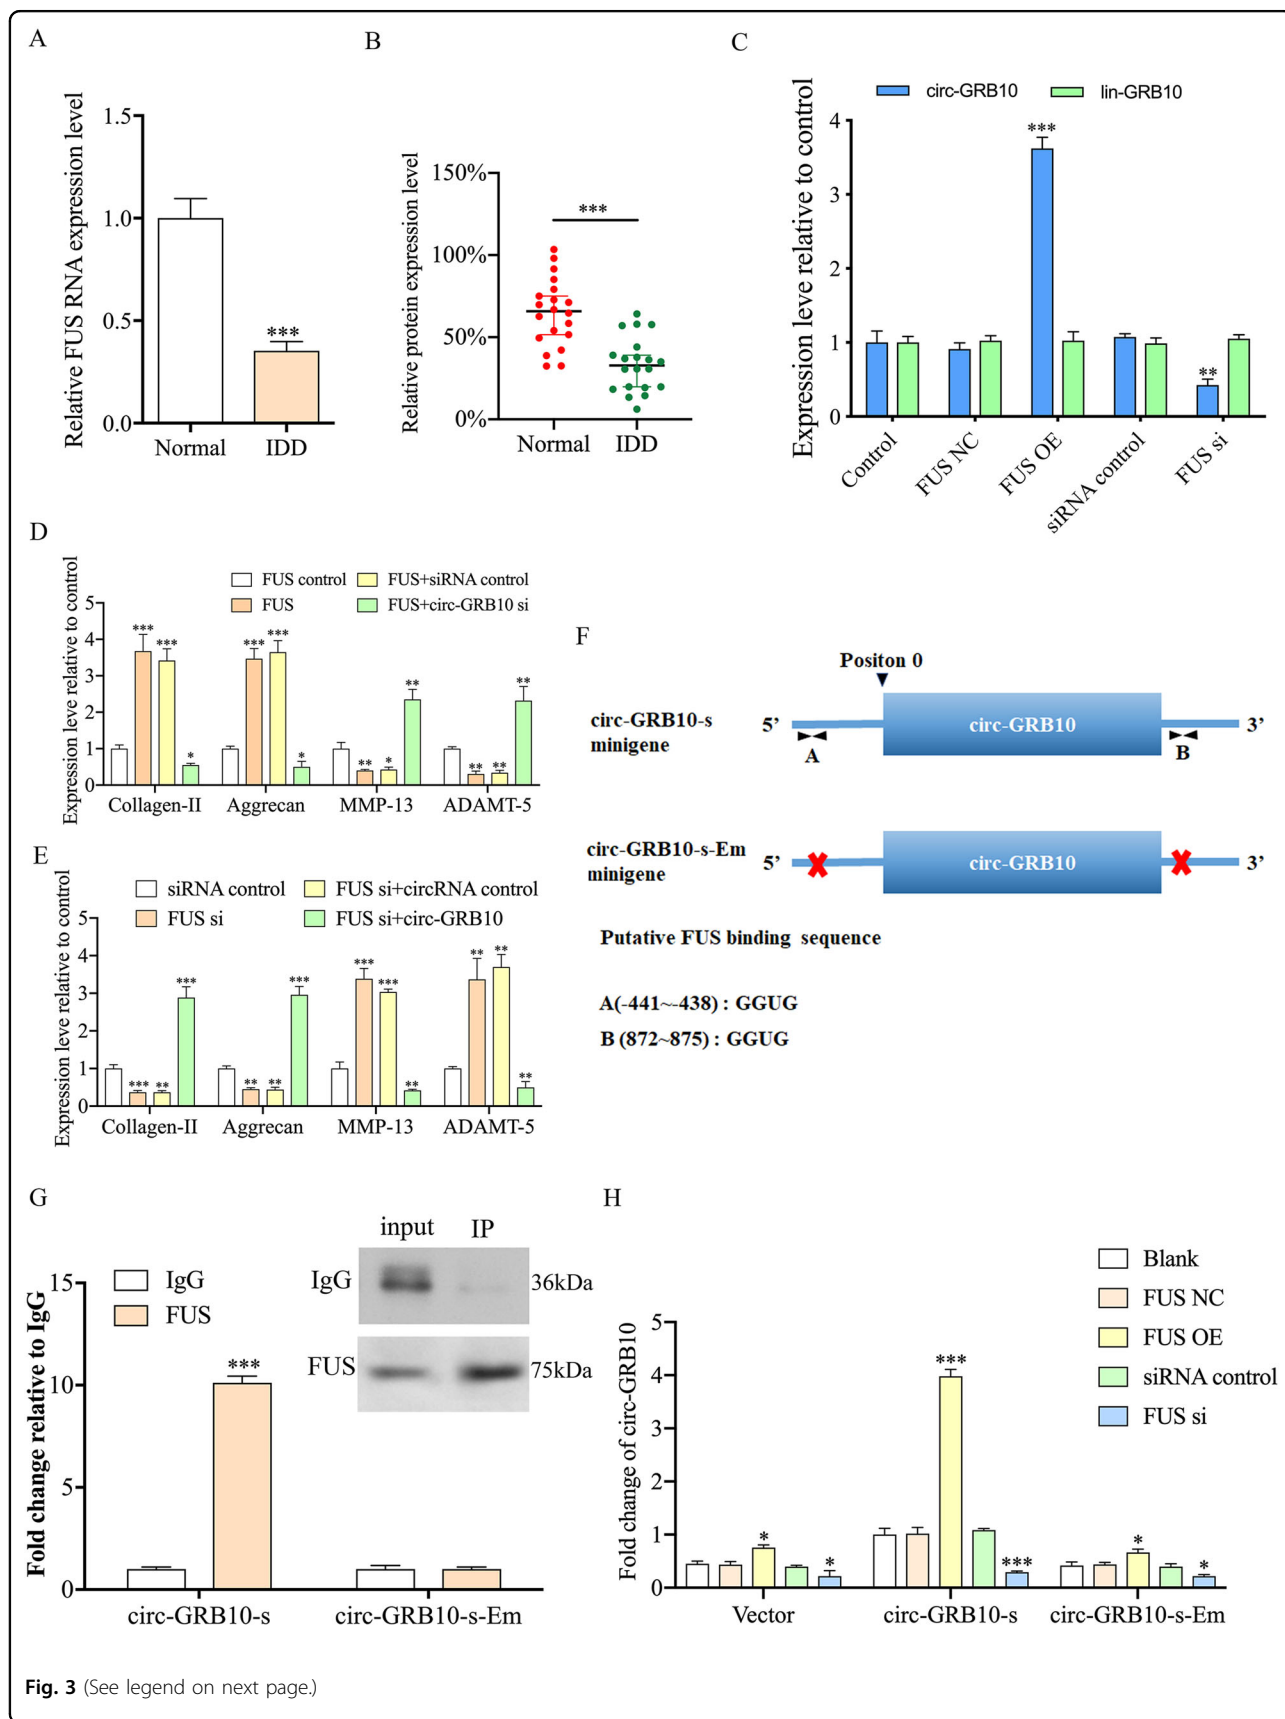 A
Relative FUS RNA expression level
1.5
1.0
0.5
0.0
***
Normal
IDD
B
Relative protein expression level
150%
100%
50%
0%
***
Normal
IDD
C
circ-GRB10
lin-GRB10
Expression leve relative to control
4
3
2
1
0
***
**
Control
FUS NC
FUS OE
siRNA control
FUS si
D
FUS control
FUS+siRNA control
FUS
FUS+circ-GRB10 si
Expression leve relative to control
5
4
3
2
1
0
***
***
*
***
***
*
**
*
**
**
**
**
Collagen-II
Aggrecan
MMP-13
ADAMT-5
E
siRNA control
FUS si+circRNA control
FUS si
FUS si+circ-GRB10
Expression leve relative to control
5
4
3
2
1
0
***
**
***
**
**
***
***
***
**
**
**
**
Collagen-II
Aggrecan
MMP-13
ADAMT-5
F
Positon 0
circ-GRB10-s
minigene
5’
circ-GRB10
3’
A
B
circ-GRB10-s-Em
minigene
5’
circ-GRB10
3’
Putative FUS binding sequence
A(-441~-438) : GGUG
B (872~875) : GGUG
G
Fold change relative to IgG
15
10
5
0
IgG
FUS
***
circ-GRB10-s
circ-GRB10-s-Em
input
IP
IgG
36kDa
FUS
75kDa
H
Blank
FUS NC
FUS OE
siRNA control
FUS si
Fold change of circ-GRB10
5
4
3
2
1
0
*
*
***
***
*
*
Vector
circ-GRB10-s
circ-GRB10-s-Em
Fig. 3 (See legend on next page.)